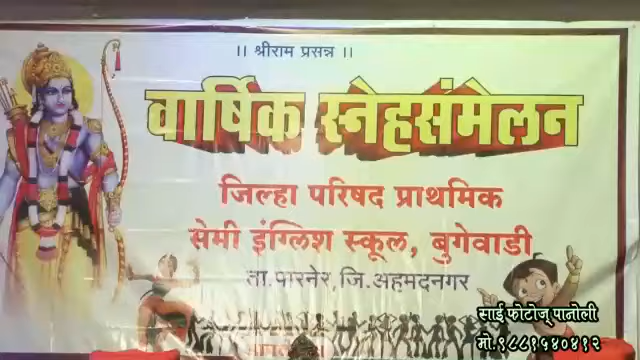 ।। श्रीराम प्रसन्न ।।
वार्षिक स्नेहसंमेलन
जिल्हा परिषद प्राथमिक
सेमी इंग्लिश स्कूल, बुगेवाडी
ता.पारनेर,जि.अहमदनगर
साई फोटोज् पानोली
मो.९८८१५४०४१२